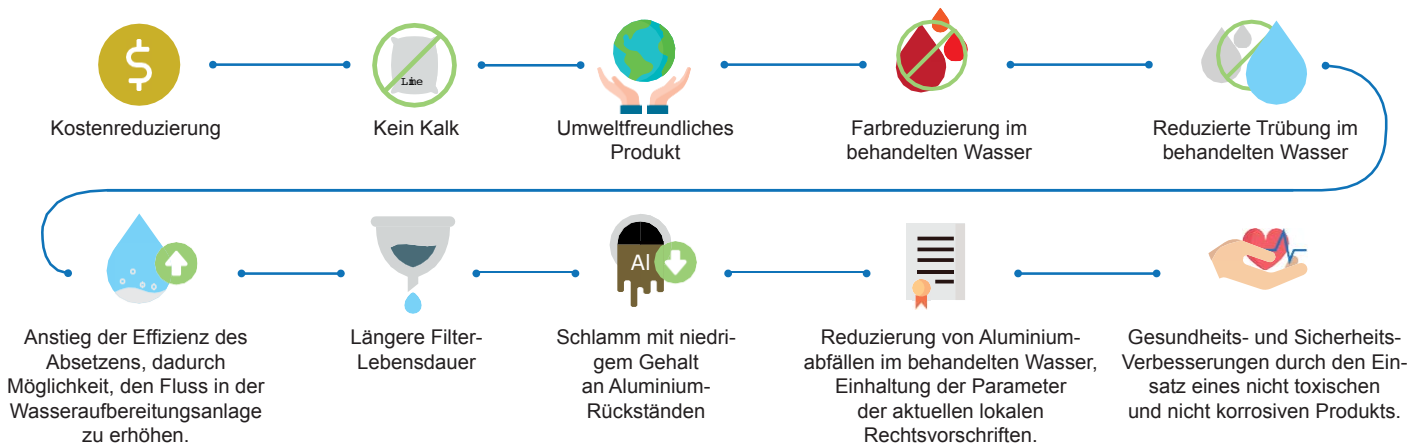 $
Lime
Kostenreduzierung
Kein Kalk
Umweltfreundliches
Produkt
Farbreduzierung im
behandelten Wasser
Reduzierte Trübung im
behandelten Wasser
Al
Anstieg der Effizienz des
Absetzens, dadurch
Möglichkeit, den Fluss in der
Wasseraufbereitungsanlage
zu erhöhen.
Längere Filter-
Lebensdauer
Schlamm mit niedri-
gem Gehalt
an Aluminium-
Rückständen
Reduzierung von Aluminium-
abfällen im behandelten Wasser,
Einhaltung der Parameter
der aktuellen lokalen
Rechtsvorschriften.
Gesundheits- und Sicherheits-
Verbesserungen durch den Ein-
satz eines nicht toxischen
und nicht korrosiven Produkts.